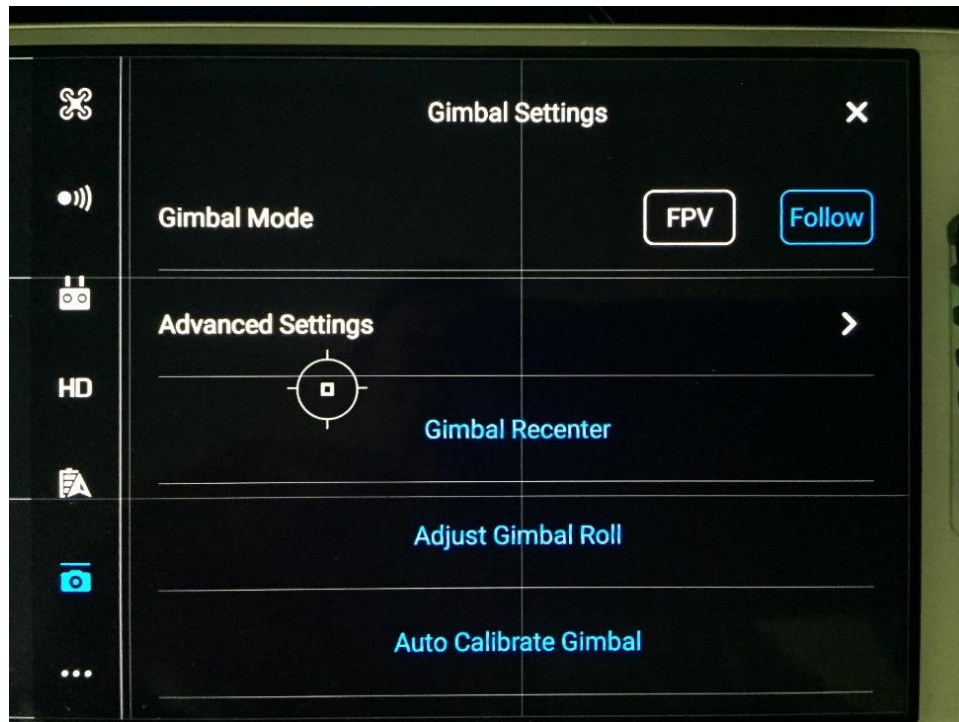 Gimbal Settings
Gimbal Mode
FPV
Follow
Advanced Settings
HD
Gimbal Recenter
Adjust Gimbal Roll
Auto Calibrate Gimbal